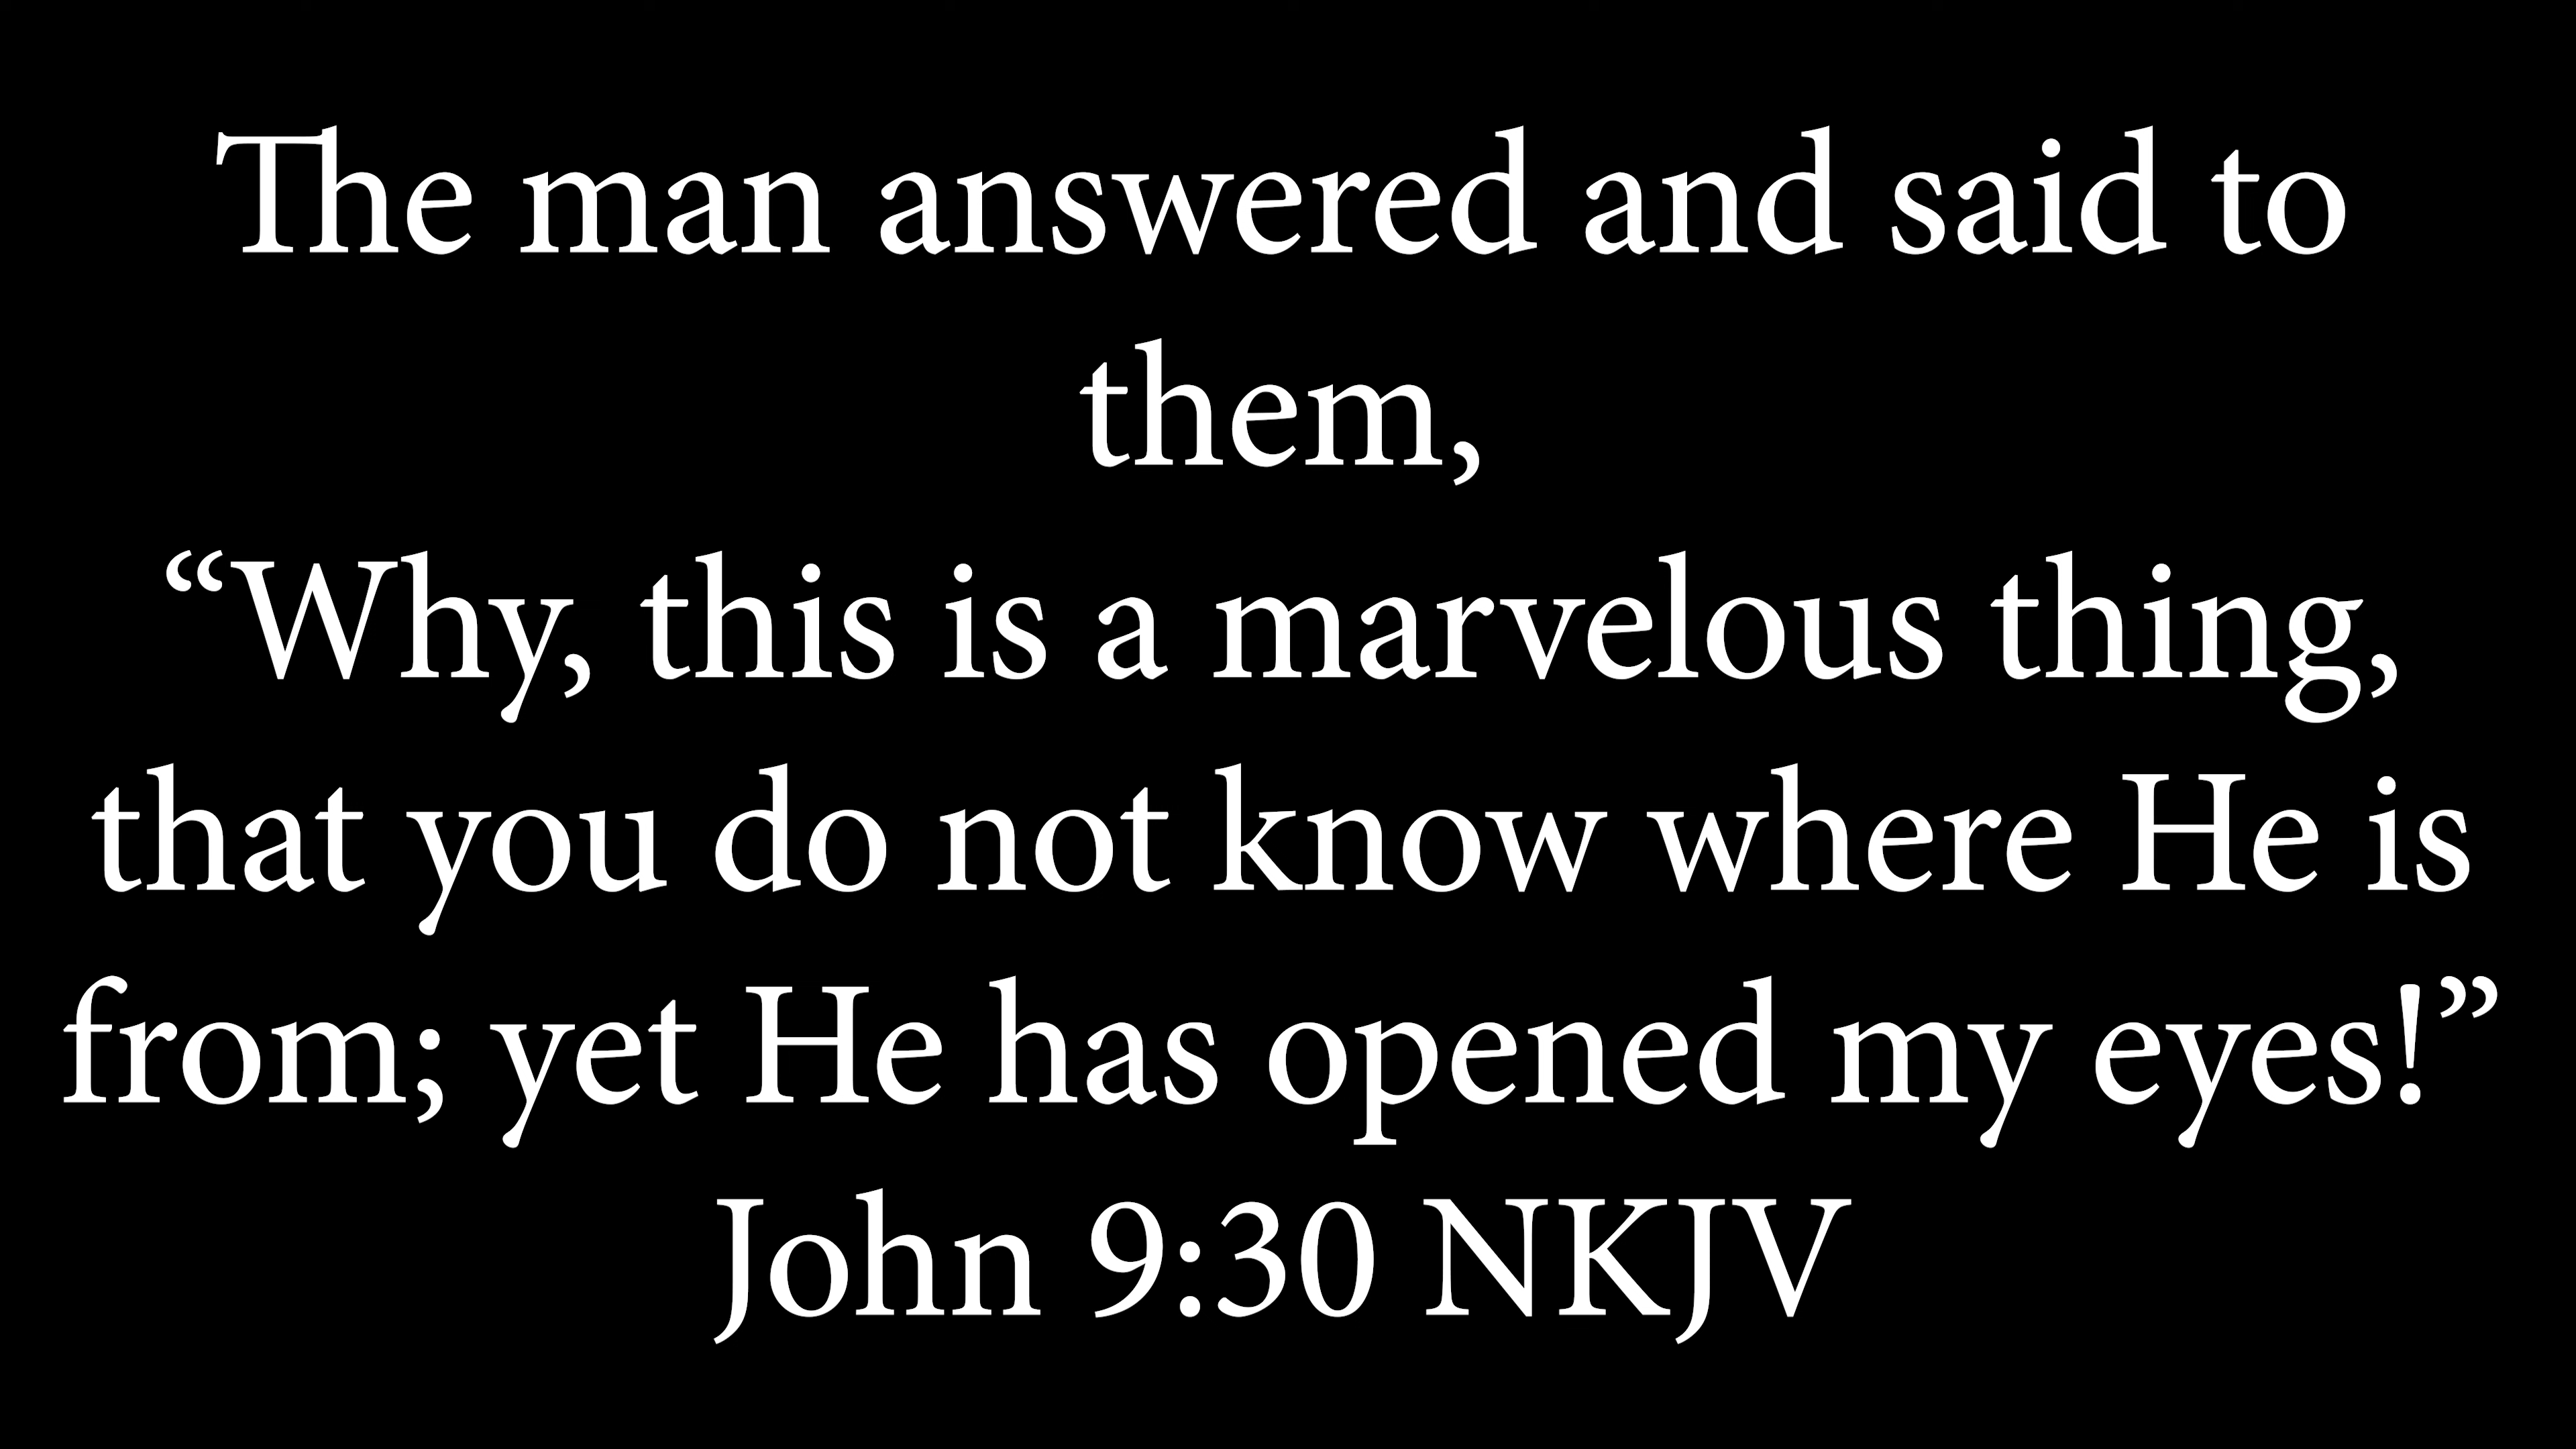 The man answered and said to
them,
“Why, this is a marvelous thing,
that you do not know where He is
from; yet He has opened my eyes!”
John 9:30 NKJV